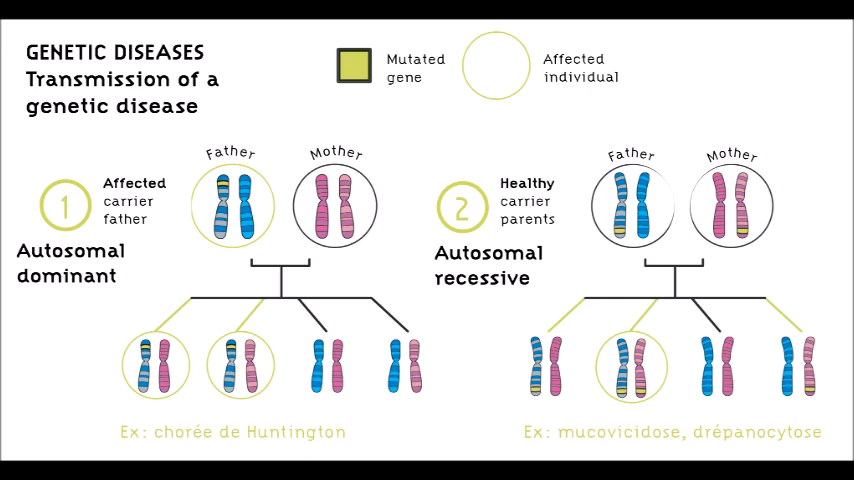 GENETIC DISEASES
Transmission of a
genetic disease
Mutated
gene
Affected
individual
Father
Mother
1
Affected
carrier
father
Autosomal
dominant
Ex: chorée de Huntington
Father
Mother
2
Healthy
carrier
parents
Autosomal
recessive
Ex: mucovicidose, drépanocytose